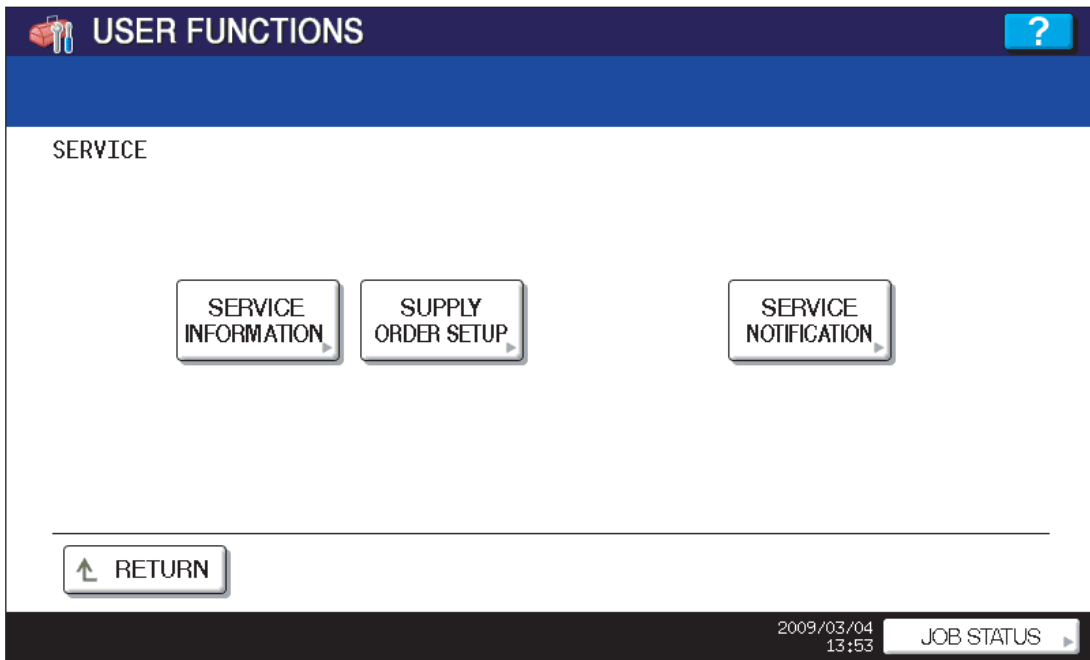 USER FUNCTIONS
?
SERVICE
SERVICE
INFORMATION
SUPPLY
ORDER SETUP
SERVICE
NOTIFICATION
RETURN
2009/03/04
13:53
JOB STATUS